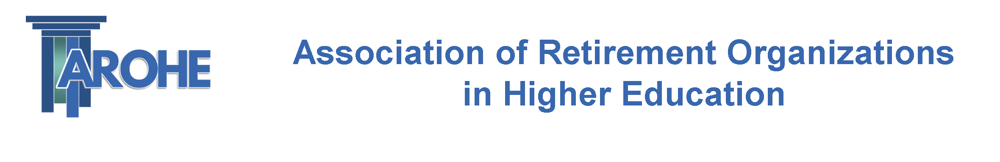 AROHE
Association of Retirement Organizations
in Higher Education